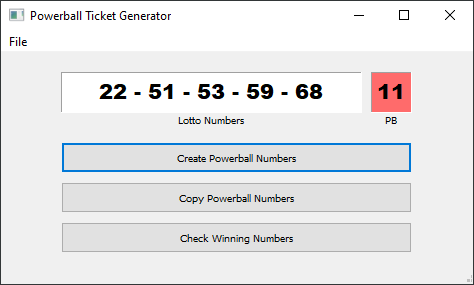 Powerball Ticket Generator
File
22 - 51 - 53 - 59 - 68 11
Lotto Numbers PB
Create Powerball Numbers
Copy Powerball Numbers
Check Winning Numbers